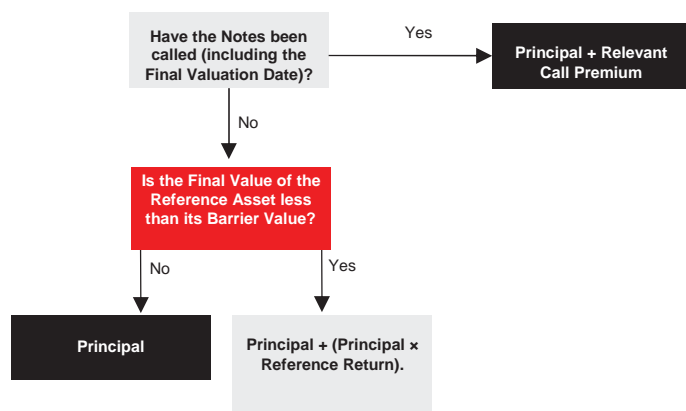 Have the Notes been
called (including the
Final Valuation Date)?
Yes
Principal + Relevant
Call Premium
No
Is the Final Value of the
Reference Asset less
than its Barrier Value?
No
Yes
Principal
Principal + (Principal ×
Reference Return).